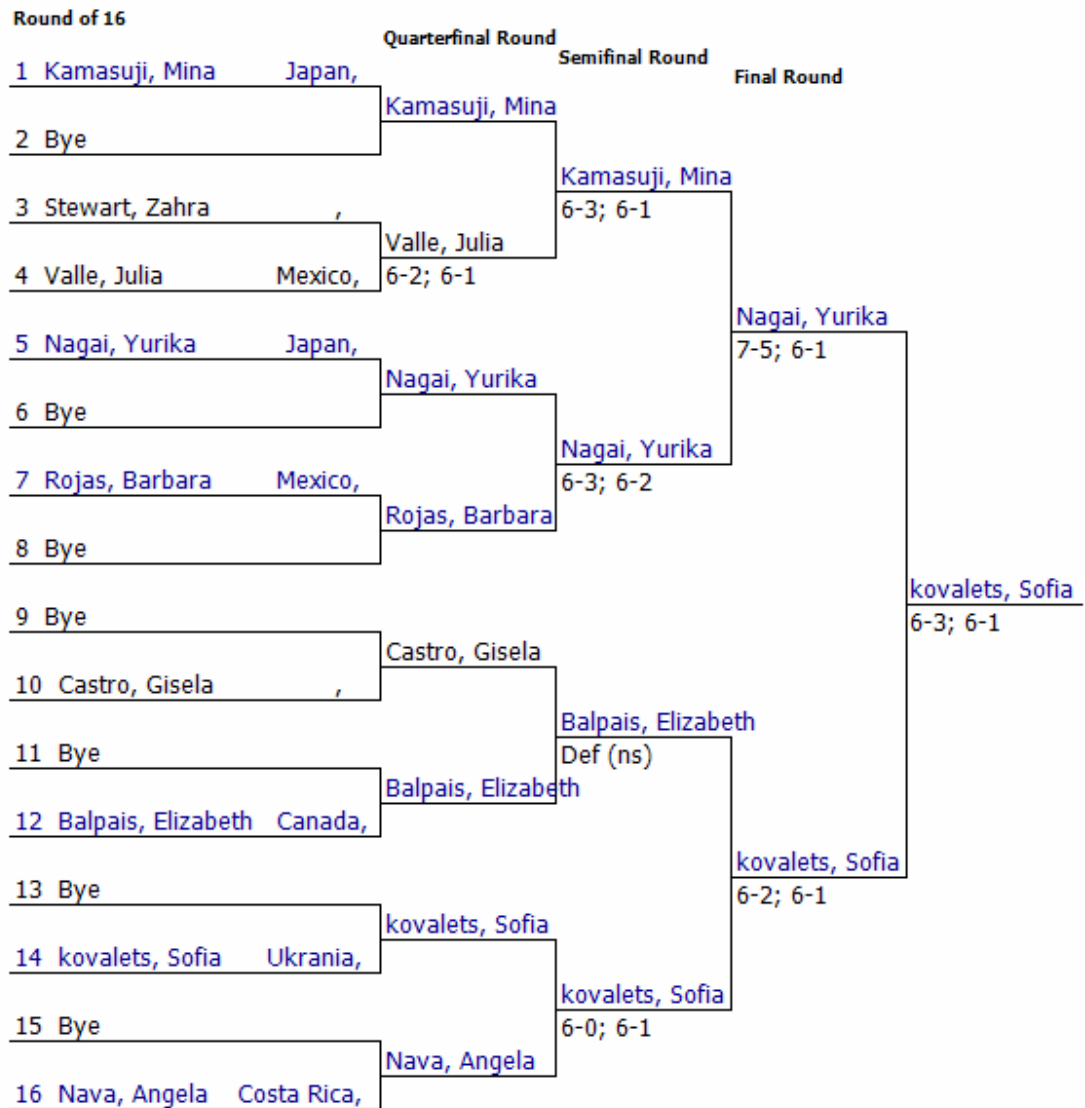 Round of 16
Quarterfinal Round
Semifinal Round
Final Round
1 Kamasuji, Mina Japan,
Kamasuji, Mina
2 Bye
Kamasuji, Mina
6-3; 6-1
3 Stewart, Zahra ,
Valle, Julia
6-2; 6-1
4 Valle, Julia Mexico,
Nagai, Yurika
7-5; 6-1
5 Nagai, Yurika Japan,
Nagai, Yurika
6 Bye
Nagai, Yurika
6-3; 6-2
7 Rojas, Barbara Mexico,
Rojas, Barbara
8 Bye
kovalets, Sofia
6-3; 6-1
9 Bye
Castro, Gisela
10 Castro, Gisela ,
Balpais, Elizabeth
Def (ns)
11 Bye
Balpais, Elizabeth
12 Balpais, Elizabeth Canada,
kovalets, Sofia
6-2; 6-1
13 Bye
kovalets, Sofia
14 kovalets, Sofia Ukrania,
kovalets, Sofia
6-0; 6-1
15 Bye
Nava, Angela
16 Nava, Angela Costa Rica,